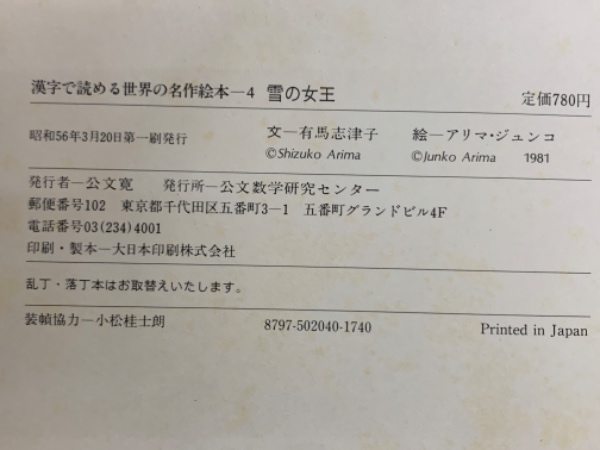 漢字で読める世界の名作絵本—4 雪の女王 定価780円
昭和56年3月20日第一刷発行 文—有馬志津子 絵—アリマ・ジュンコ
©Shizuko Arima ©Junko Arima 1981
発行者—公文寛 発行所—公文数学研究センター
郵便番号102 東京都千代田区五番町3—1 五番町グランドビル4F
電話番号03(234)4001
印刷・製本—大日本印刷株式会社
乱丁・落丁本はお取替えいたします。
装幀協力—小松桂士朗 8797-502040-1740 Printed in Japan